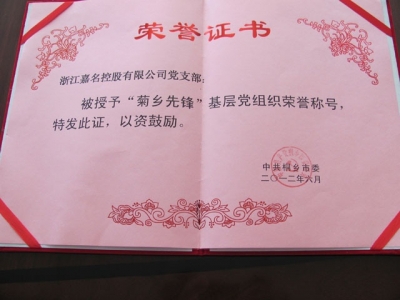 荣誉证书
浙江嘉名控股有限公司党支部：
被授予“菊乡先锋”基层党组织荣誉称号，
特发此证，以资鼓励。
中共桐乡市委
二〇一二年六月